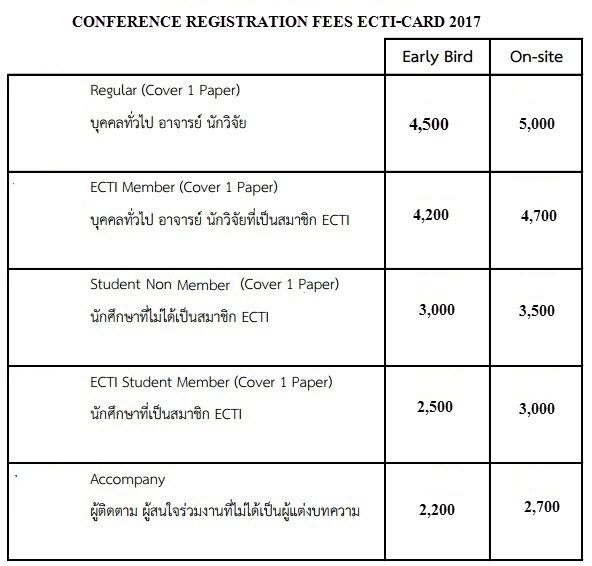 CONFERENCE REGISTRATION FEES ECTI-CARD 2017
Early Bird On-site
Regular (Cover 1 Paper)
บุคคลทั่วไป อาจารย์ นักวิจัย
4,500 5,000
ECTI Member (Cover 1 Paper)
บุคคลทั่วไป อาจารย์ นักวิจัยที่เป็นสมาชิก ECTI
4,200 4,700
Student Non Member (Cover 1 Paper)
นักศึกษาที่ไม่ได้เป็นสมาชิก ECTI
3,000 3,500
ECTI Student Member (Cover 1 Paper)
นักศึกษาที่เป็นสมาชิก ECTI
2,500 3,000
Accompany
ผู้ติดตาม ผู้สนใจร่วมงานที่ไม่ได้เป็นผู้แต่งบทความ
2,200 2,700